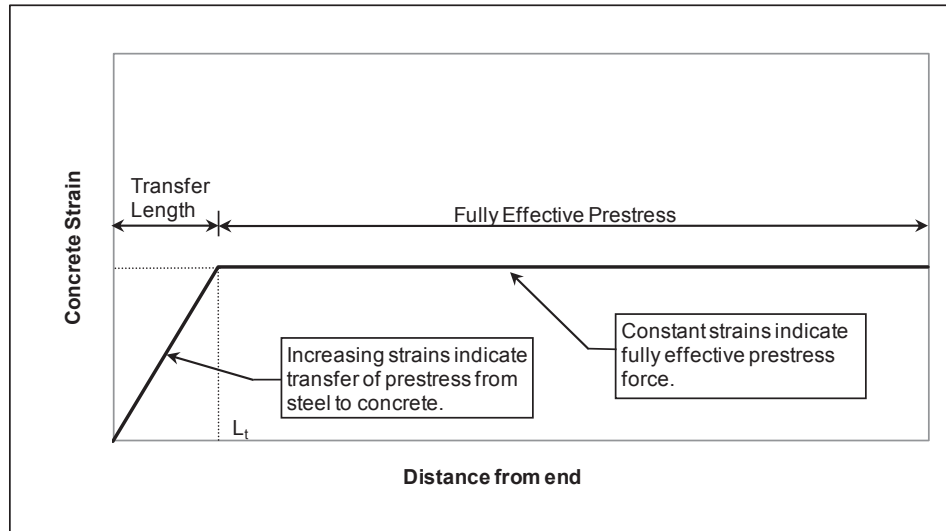 Transfer
Length
Fully Effective Prestress
Concrete Strain
Increasing strains indicate
transfer of prestress from
steel to concrete.
Constant strains indicate
fully effective prestress
force.
Lt
Distance from end